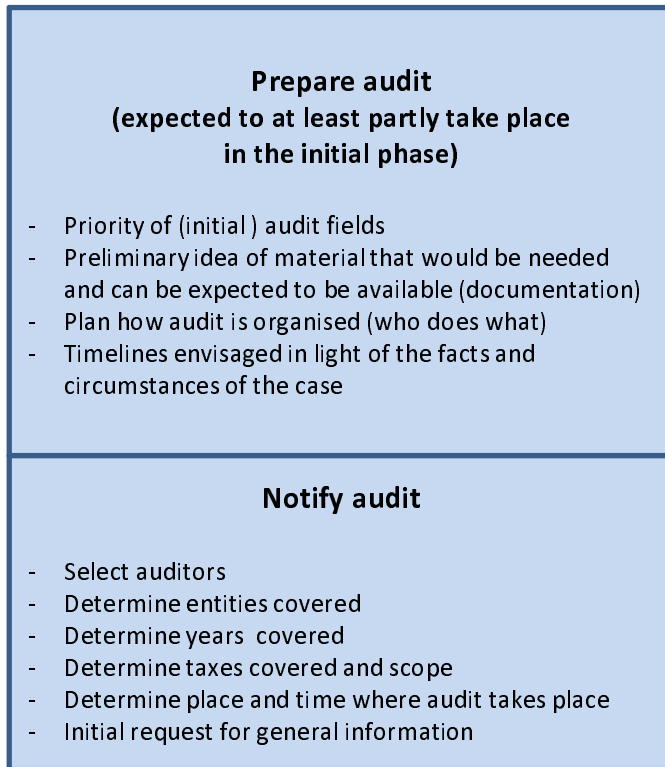 Prepare audit
(expected to at least partly take place
in the initial phase)
- Priority of (initial ) audit fields
- Preliminary idea of material that would be needed
and can be expected to be available (documentation)
- Plan how audit is organised (who does what)
- Timelines envisaged in light of the facts and
circumstances of the case
Notify audit
- Select auditors
- Determine entities covered
- Determine years  covered
- Determine taxes covered and scope
- Determine place and time where audit takes place
- Initial request for general information